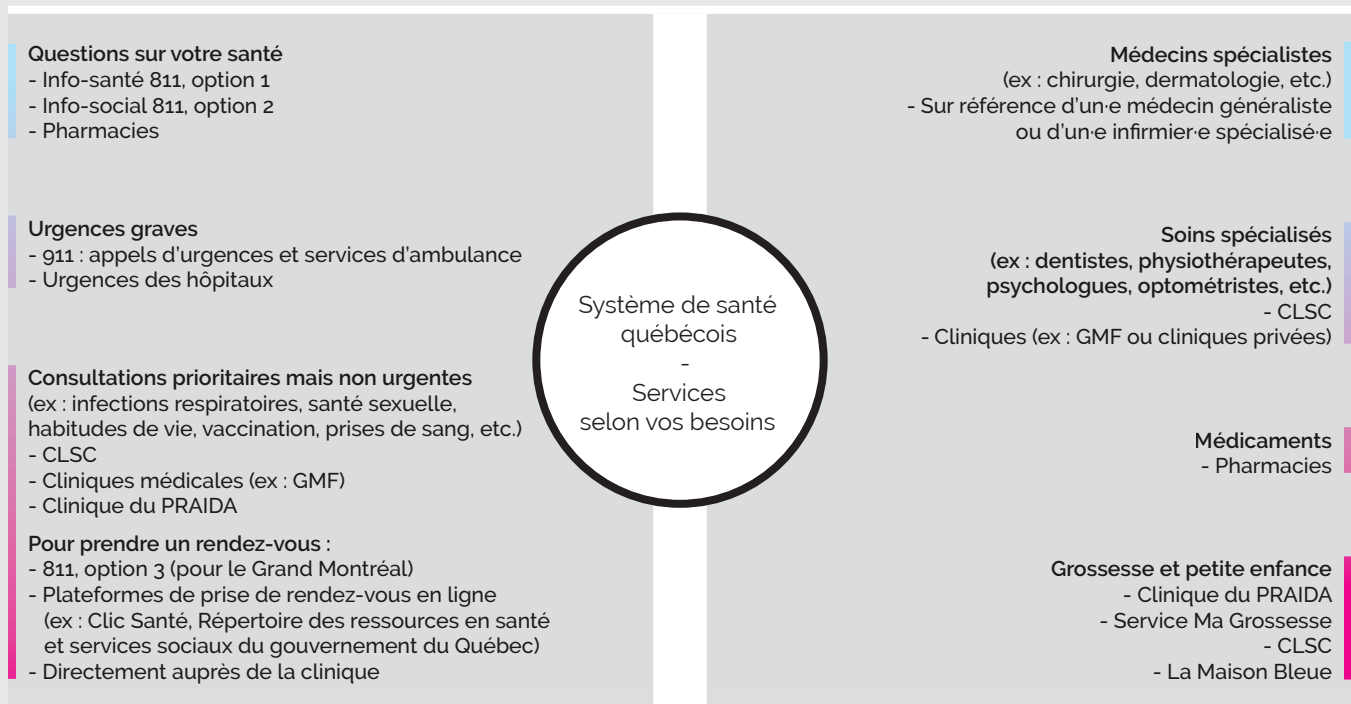 Questions sur votre santé
- Info-santé 811, option 1
- Info-social 811, option 2
- Pharmacies
Urgences graves
- 911 : appels d'urgences et services d'ambulance
- Urgences des hôpitaux
Consultations prioritaires mais non urgentes
(ex : infections respiratoires, santé sexuelle,
habitudes de vie, vaccination, prises de sang, etc.)
- CLSC
- Cliniques médicales (ex : GMF)
- Clinique du PRAIDA
Pour prendre un rendez-vous :
- 811, option 3 (pour le Grand Montréal)
- Plateformes de prise de rendez-vous en ligne
(ex : Clic Santé, Répertoire des ressources en santé
et services sociaux du gouvernement du Québec)
- Directement auprès de la clinique
Système de santé
québécois
-
Services
selon vos besoins
Médecins spécialistes
(ex : chirurgie, dermatologie, etc.)
- Sur référence d'un·e médecin généraliste
ou d'un·e infirmier·e spécialisé·e
Soins spécialisés
(ex : dentistes, physiothérapeutes,
psychologues, optométristes, etc.)
- CLSC
- Cliniques (ex : GMF ou cliniques privées)
Médicaments
- Pharmacies
Grossesse et petite enfance
- Clinique du PRAIDA
- Service Ma Grossesse
- CLSC
- La Maison Bleue